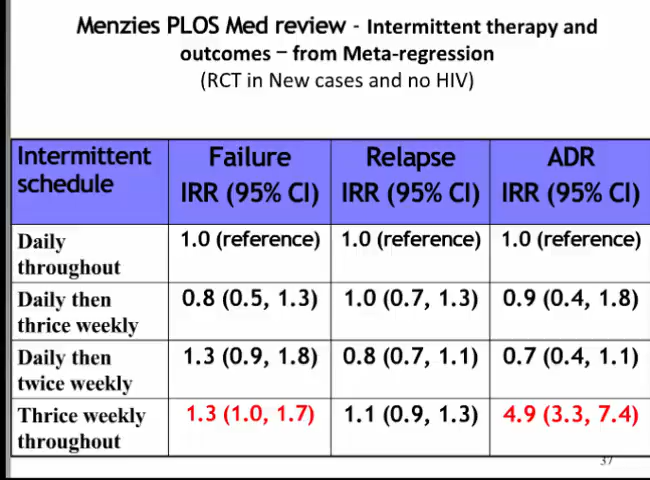 Menzies PLOS Med review - Intermittent therapy and
outcomes – from Meta-regression
(RCT in New cases and no HIV)
Intermittent schedule | Failure IRR (95% CI) | Relapse IRR (95% CI) | ADR IRR (95% CI)
Daily throughout | 1.0 (reference) | 1.0 (reference) | 1.0 (reference)
Daily then thrice weekly | 0.8 (0.5, 1.3) | 1.0 (0.7, 1.3) | 0.9 (0.4, 1.8)
Daily then twice weekly | 1.3 (0.9, 1.8) | 0.8 (0.7, 1.1) | 0.7 (0.4, 1.1)
Thrice weekly throughout | 1.3 (1.0, 1.7) | 1.1 (0.9, 1.3) | 4.9 (3.3, 7.4)
37